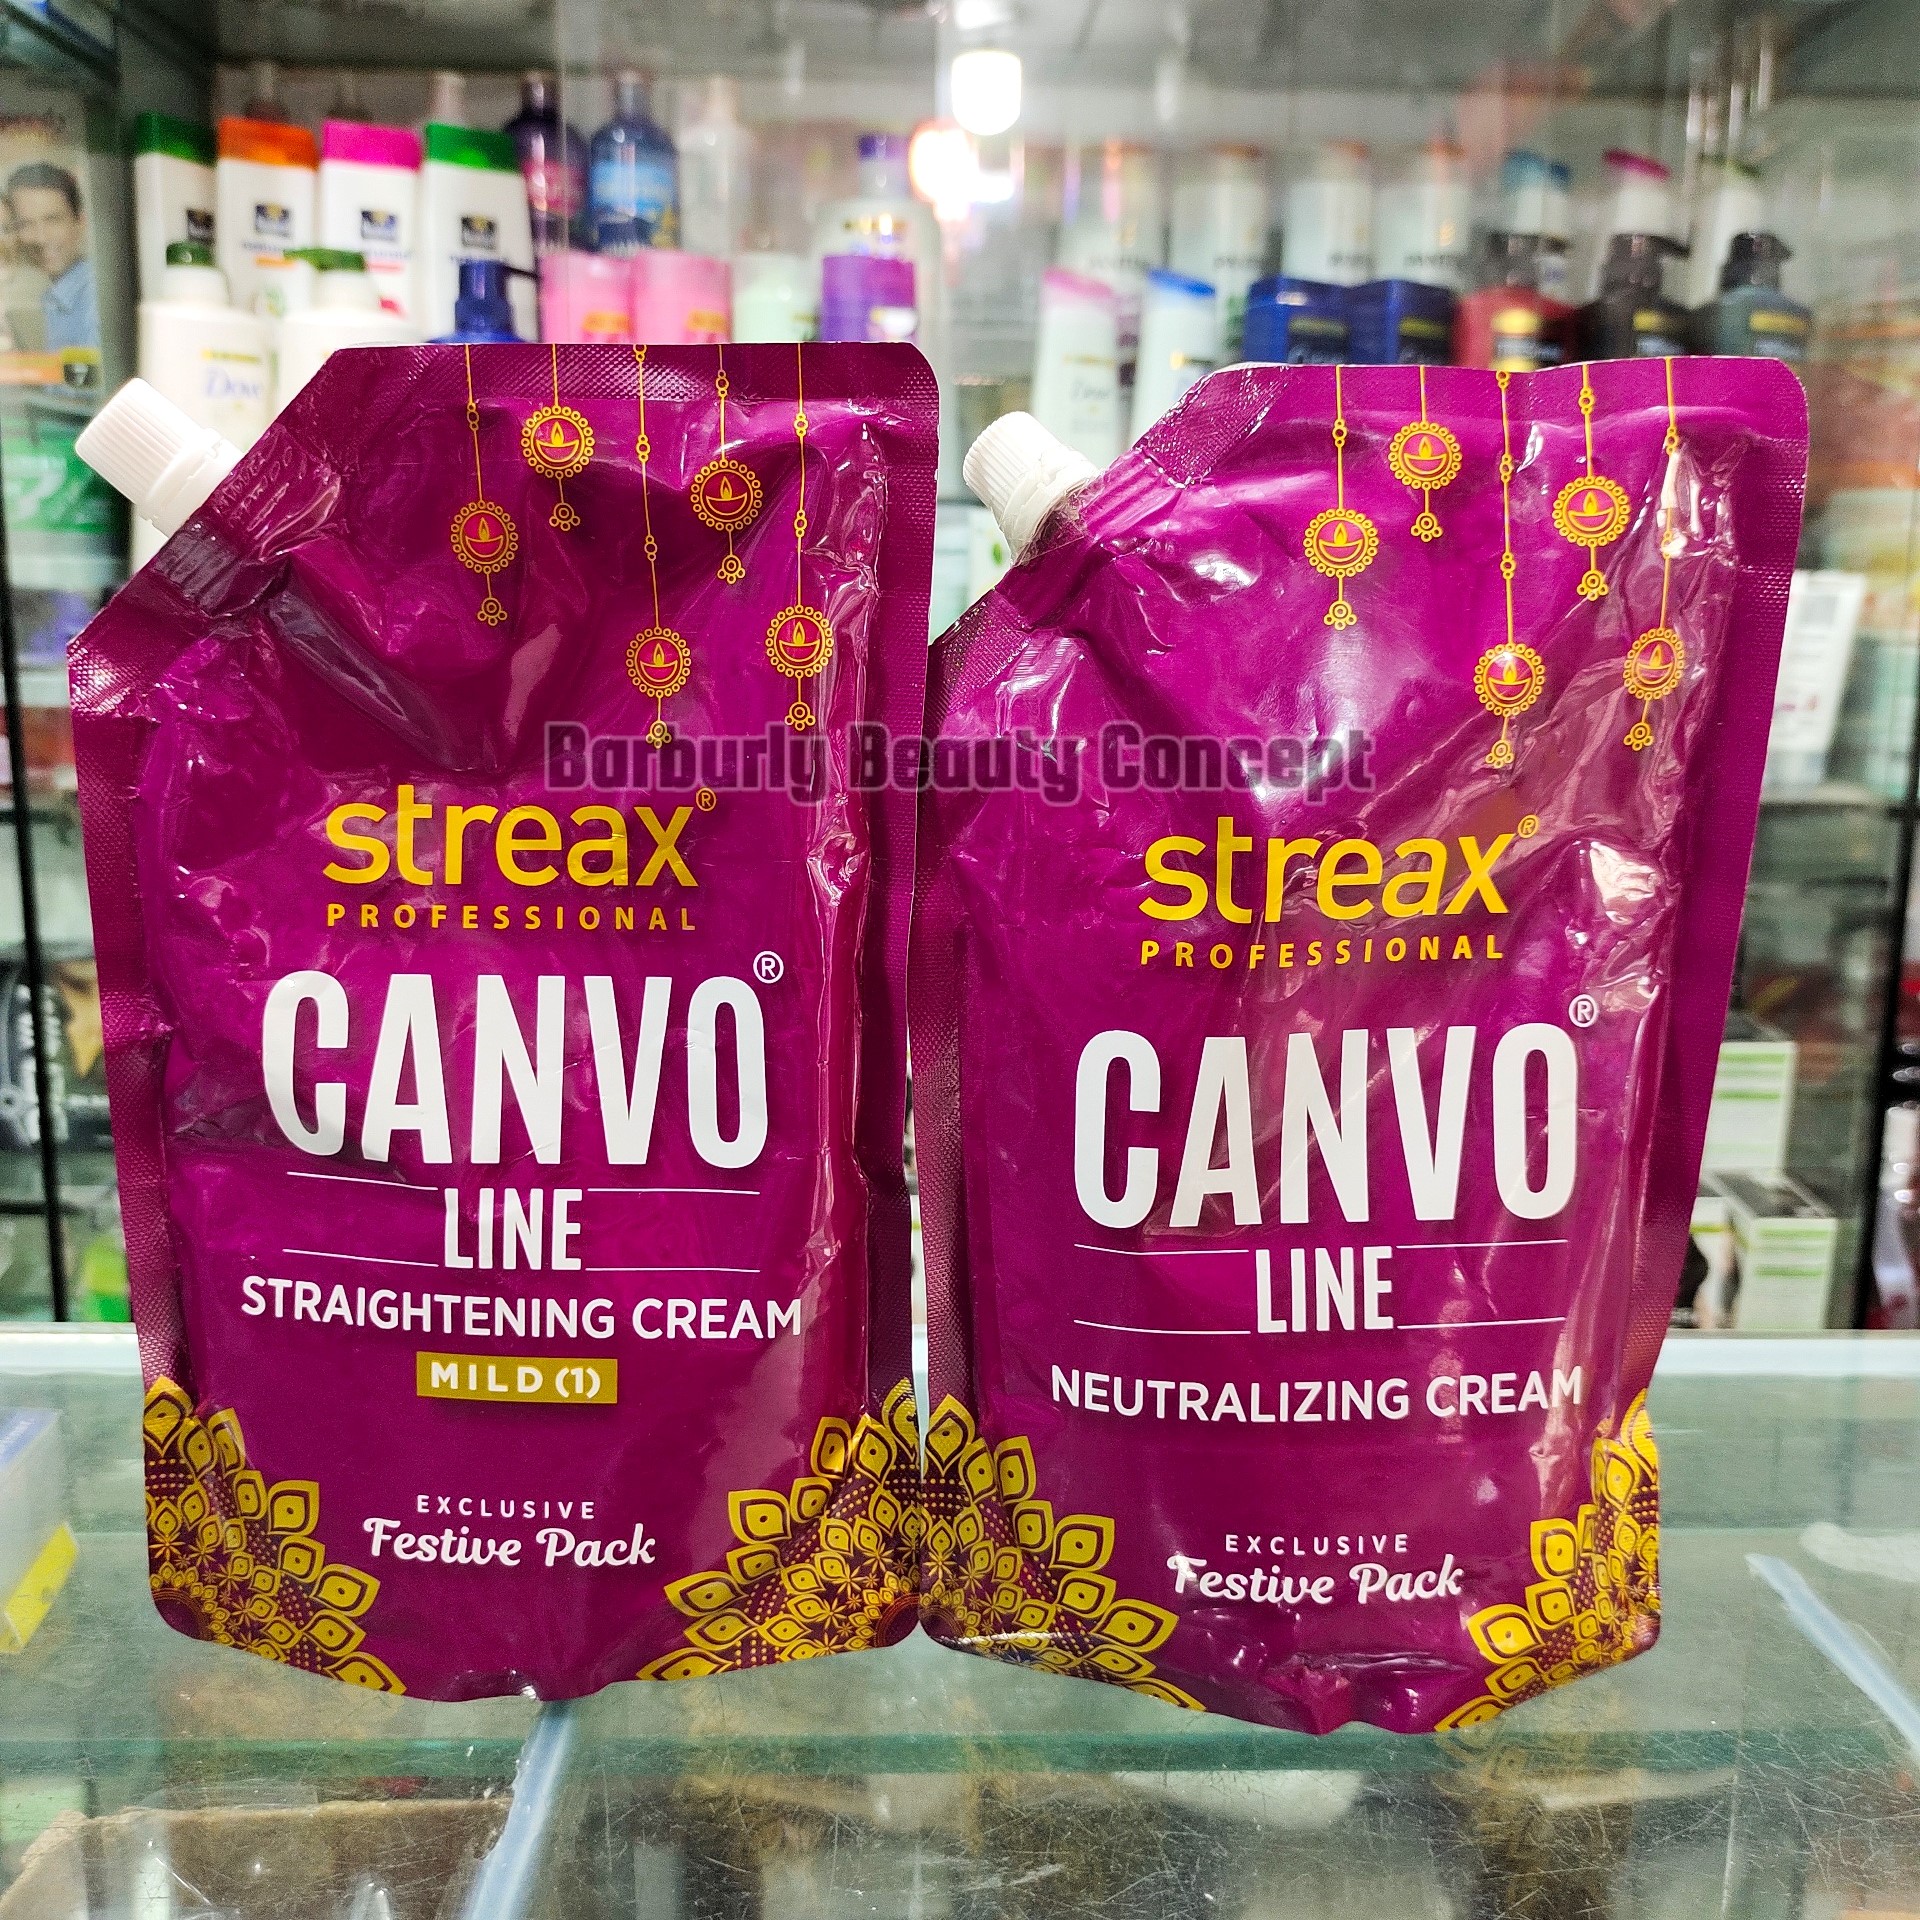 Barburly Beauty Concept
streax®
PROFESSIONAL
CANVO®
LINE
STRAIGHTENING CREAM
MILD (1)
EXCLUSIVE
Festive Pack
streax®
PROFESSIONAL
CANVO®
LINE
NEUTRALIZING CREAM
EXCLUSIVE
Festive Pack
Dove